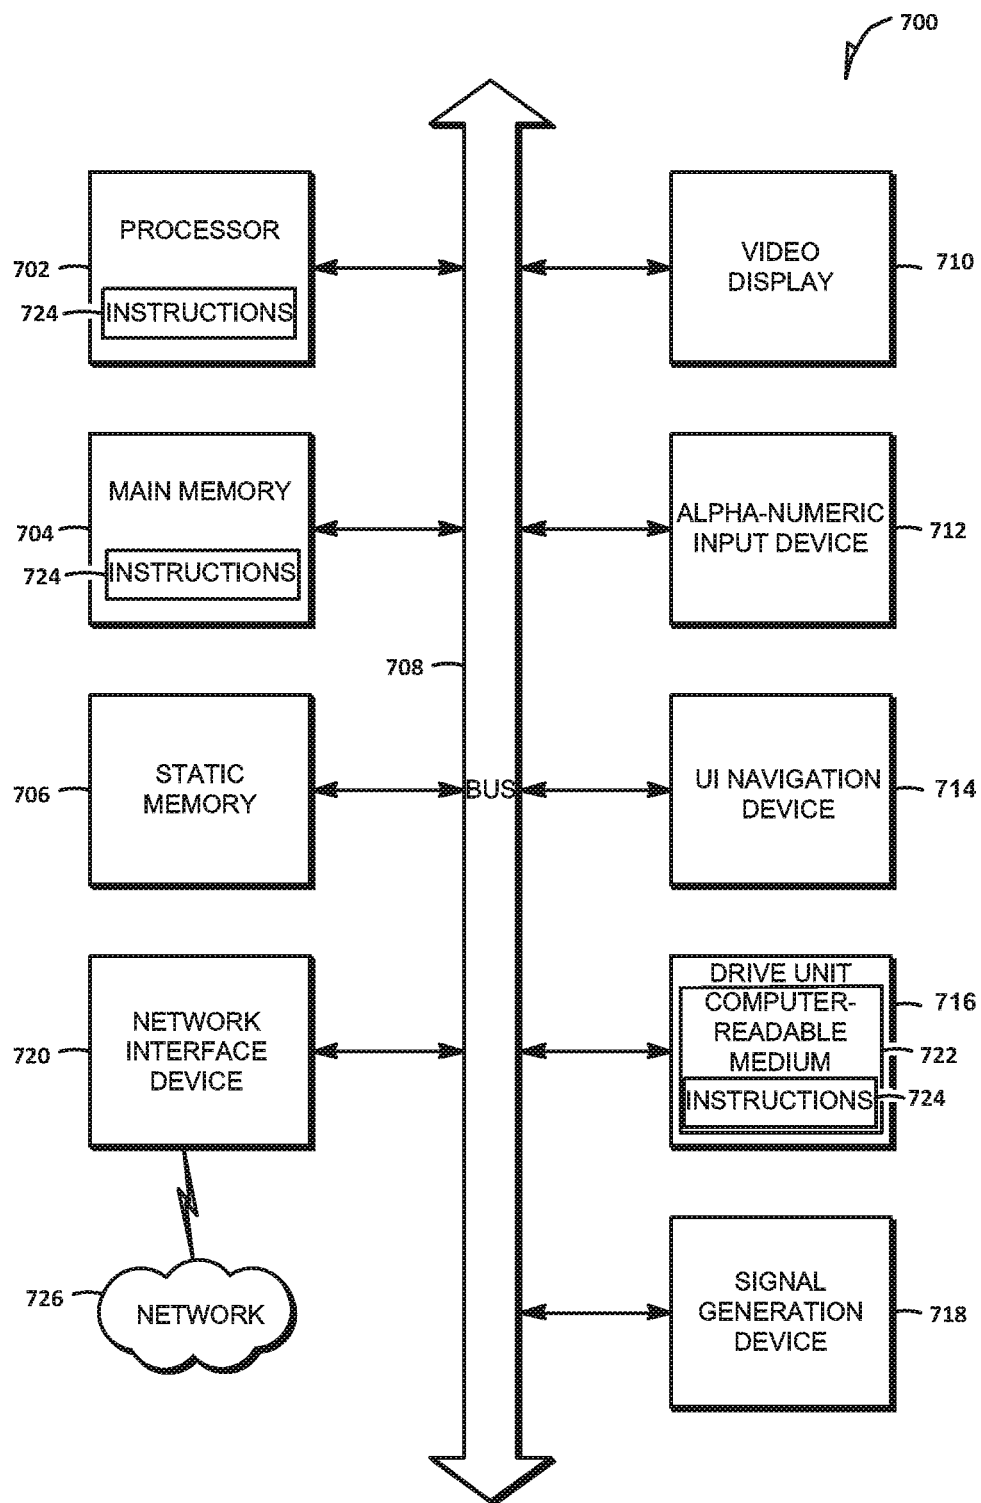 700
PROCESSOR
702
724
INSTRUCTIONS
VIDEO
DISPLAY
710
MAIN MEMORY
704
724
INSTRUCTIONS
ALPHA-NUMERIC
INPUT DEVICE
712
708
STATIC
MEMORY
706
BUS
UI NAVIGATION
DEVICE
714
NETWORK
INTERFACE
DEVICE
720
DRIVE UNIT
716
COMPUTER-
READABLE
MEDIUM
722
INSTRUCTIONS
724
726
NETWORK
SIGNAL
GENERATION
DEVICE
718